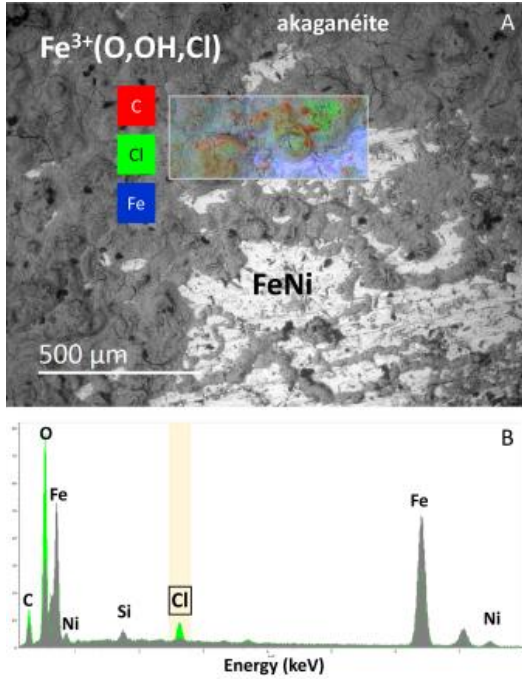 akaganéite
A
Fe³⁺(O,OH,Cl)
C
Cl
Fe
FeNi
500 µm
B
O
Fe
Fe
C
Ni
Si
Cl
Ni
Energy (keV)